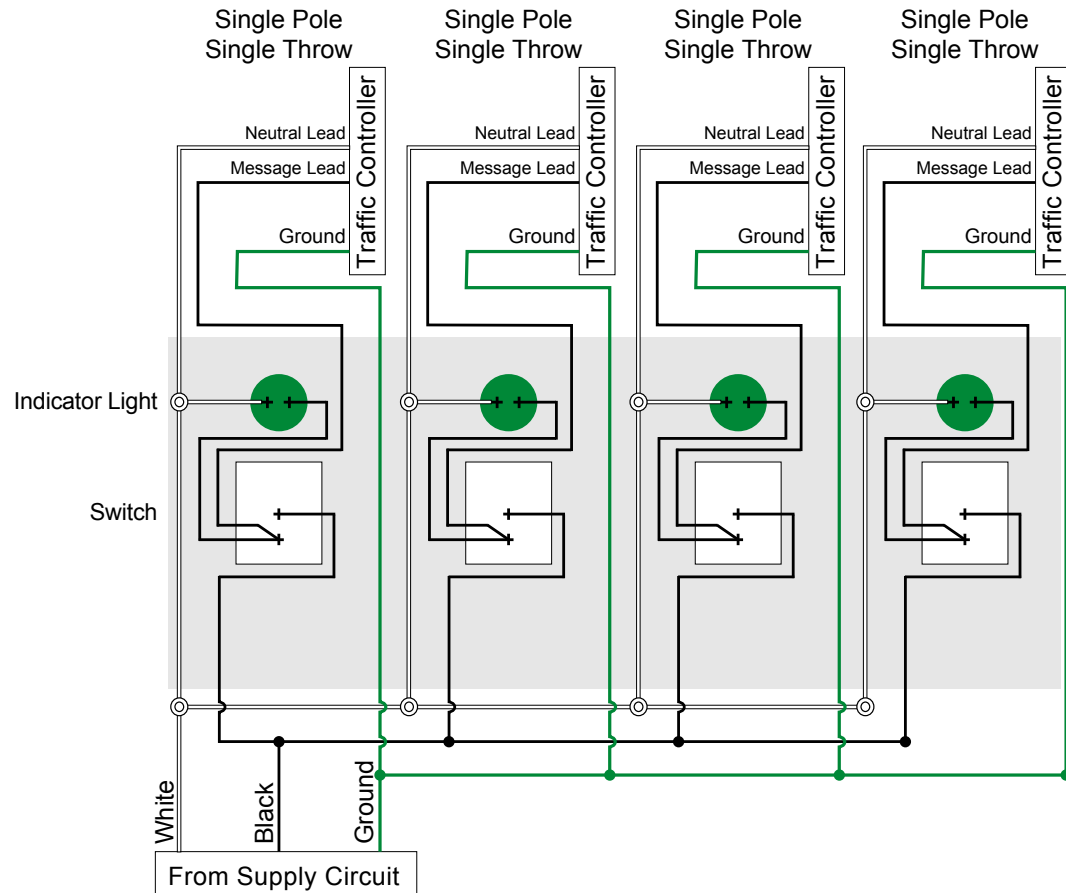 Single Pole
Single Throw
Single Pole
Single Throw
Single Pole
Single Throw
Single Pole
Single Throw
Neutral Lead
Message Lead
Ground
Traffic Controller
Neutral Lead
Message Lead
Ground
Traffic Controller
Neutral Lead
Message Lead
Ground
Traffic Controller
Neutral Lead
Message Lead
Ground
Traffic Controller
Indicator Light
Switch
White
Black
Ground
From Supply Circuit